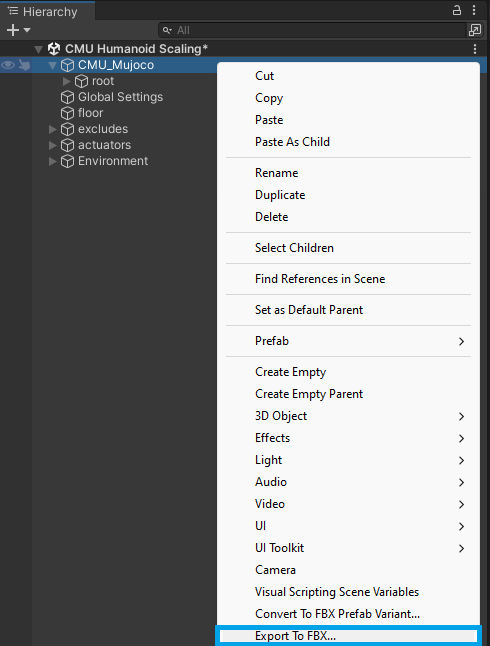 Hierarchy
All
CMU Humanoid Scaling*
CMU_Mujoco
root
Global Settings
floor
excludes
actuators
Environment
Cut
Copy
Paste
Paste As Child
Rename
Duplicate
Delete
Select Children
Find References in Scene
Set as Default Parent
Prefab
Create Empty
Create Empty Parent
3D Object
Effects
Light
Audio
Video
UI
UI Toolkit
Camera
Visual Scripting Scene Variables
Convert To FBX Prefab Variant...
Export To FBX...